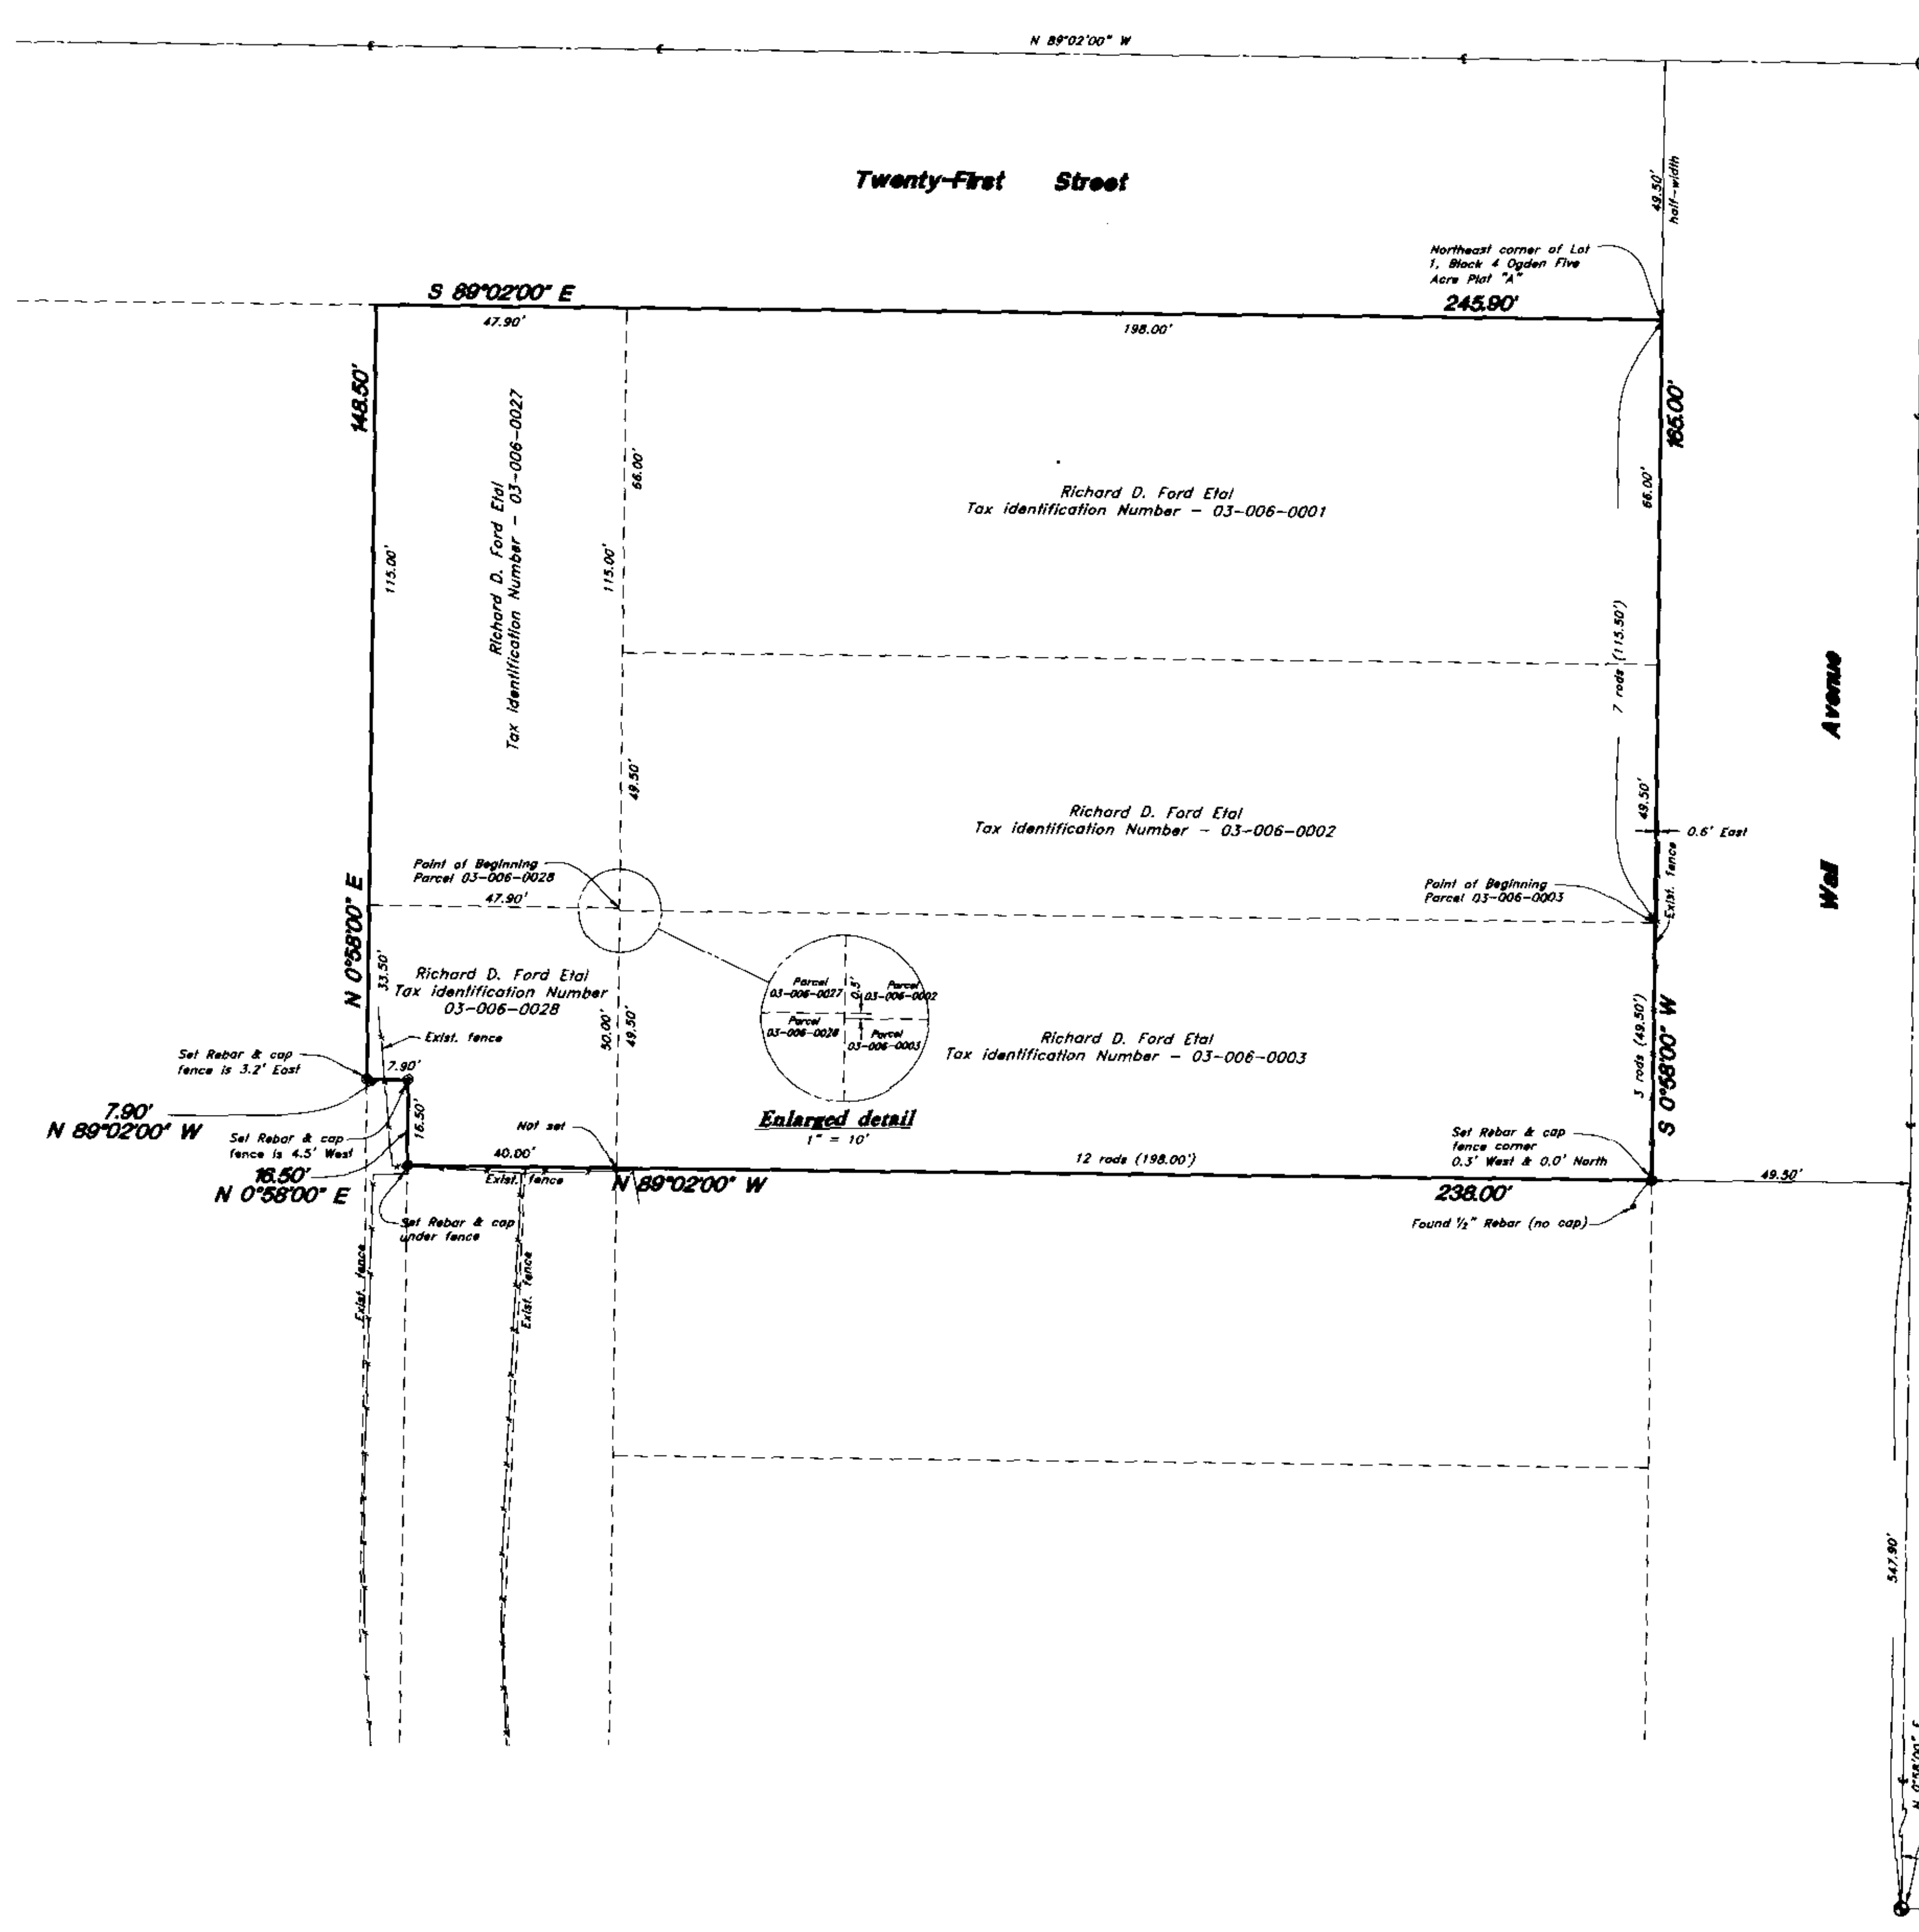 N 89°02'00" W
Twenty-First Street
49.50'
half-width
Northeast corner of Lot
1, Block 4 Ogden Five
Acre Plat "A"
S 89°02'00" E
245.90'
47.90'
198.00'
148.50'
165.00'
Richard D. Ford Etal
Tax identification Number - 03-006-0027
66.00'
66.00'
Richard D. Ford Etal
Tax identification Number - 03-006-0001
115.00'
115.00'
7 rods (115.50')
Wall Avenue
49.50'
49.50'
Richard D. Ford Etal
Tax identification Number - 03-006-0002
0.6' East
Exist. fence
Point of Beginning
Parcel 03-006-0028
47.90'
Point of Beginning
Parcel 03-006-0003
N 0°58'00" E
33.50'
Richard D. Ford Etal
Tax identification Number
03-006-0028
Parcel
03-006-0027
0.5'
Parcel
03-006-0002
Parcel
03-006-0028
Parcel
03-006-0003
Enlarged detail
1" = 10'
50.00'
49.50'
Richard D. Ford Etal
Tax identification Number - 03-006-0003
3 rods (49.50')
S 0°58'00" W
Exist. fence
Set Rebar & cap
fence is 3.2' East
7.90'
7.90'
N 89°02'00" W
16.50'
Set Rebar & cap
fence is 4.5' West
16.50'
N 0°58'00" E
Not set
40.00'
Exist. fence
N 89°02'00" W
12 rods (198.00')
Set Rebar & cap
fence corner
0.3' West & 0.0' North
238.00'
49.50'
Found ½" Rebar (no cap)
Set Rebar & cap
under fence
Exist. fence
Exist. fence
547.90'
N 0°58'00" E